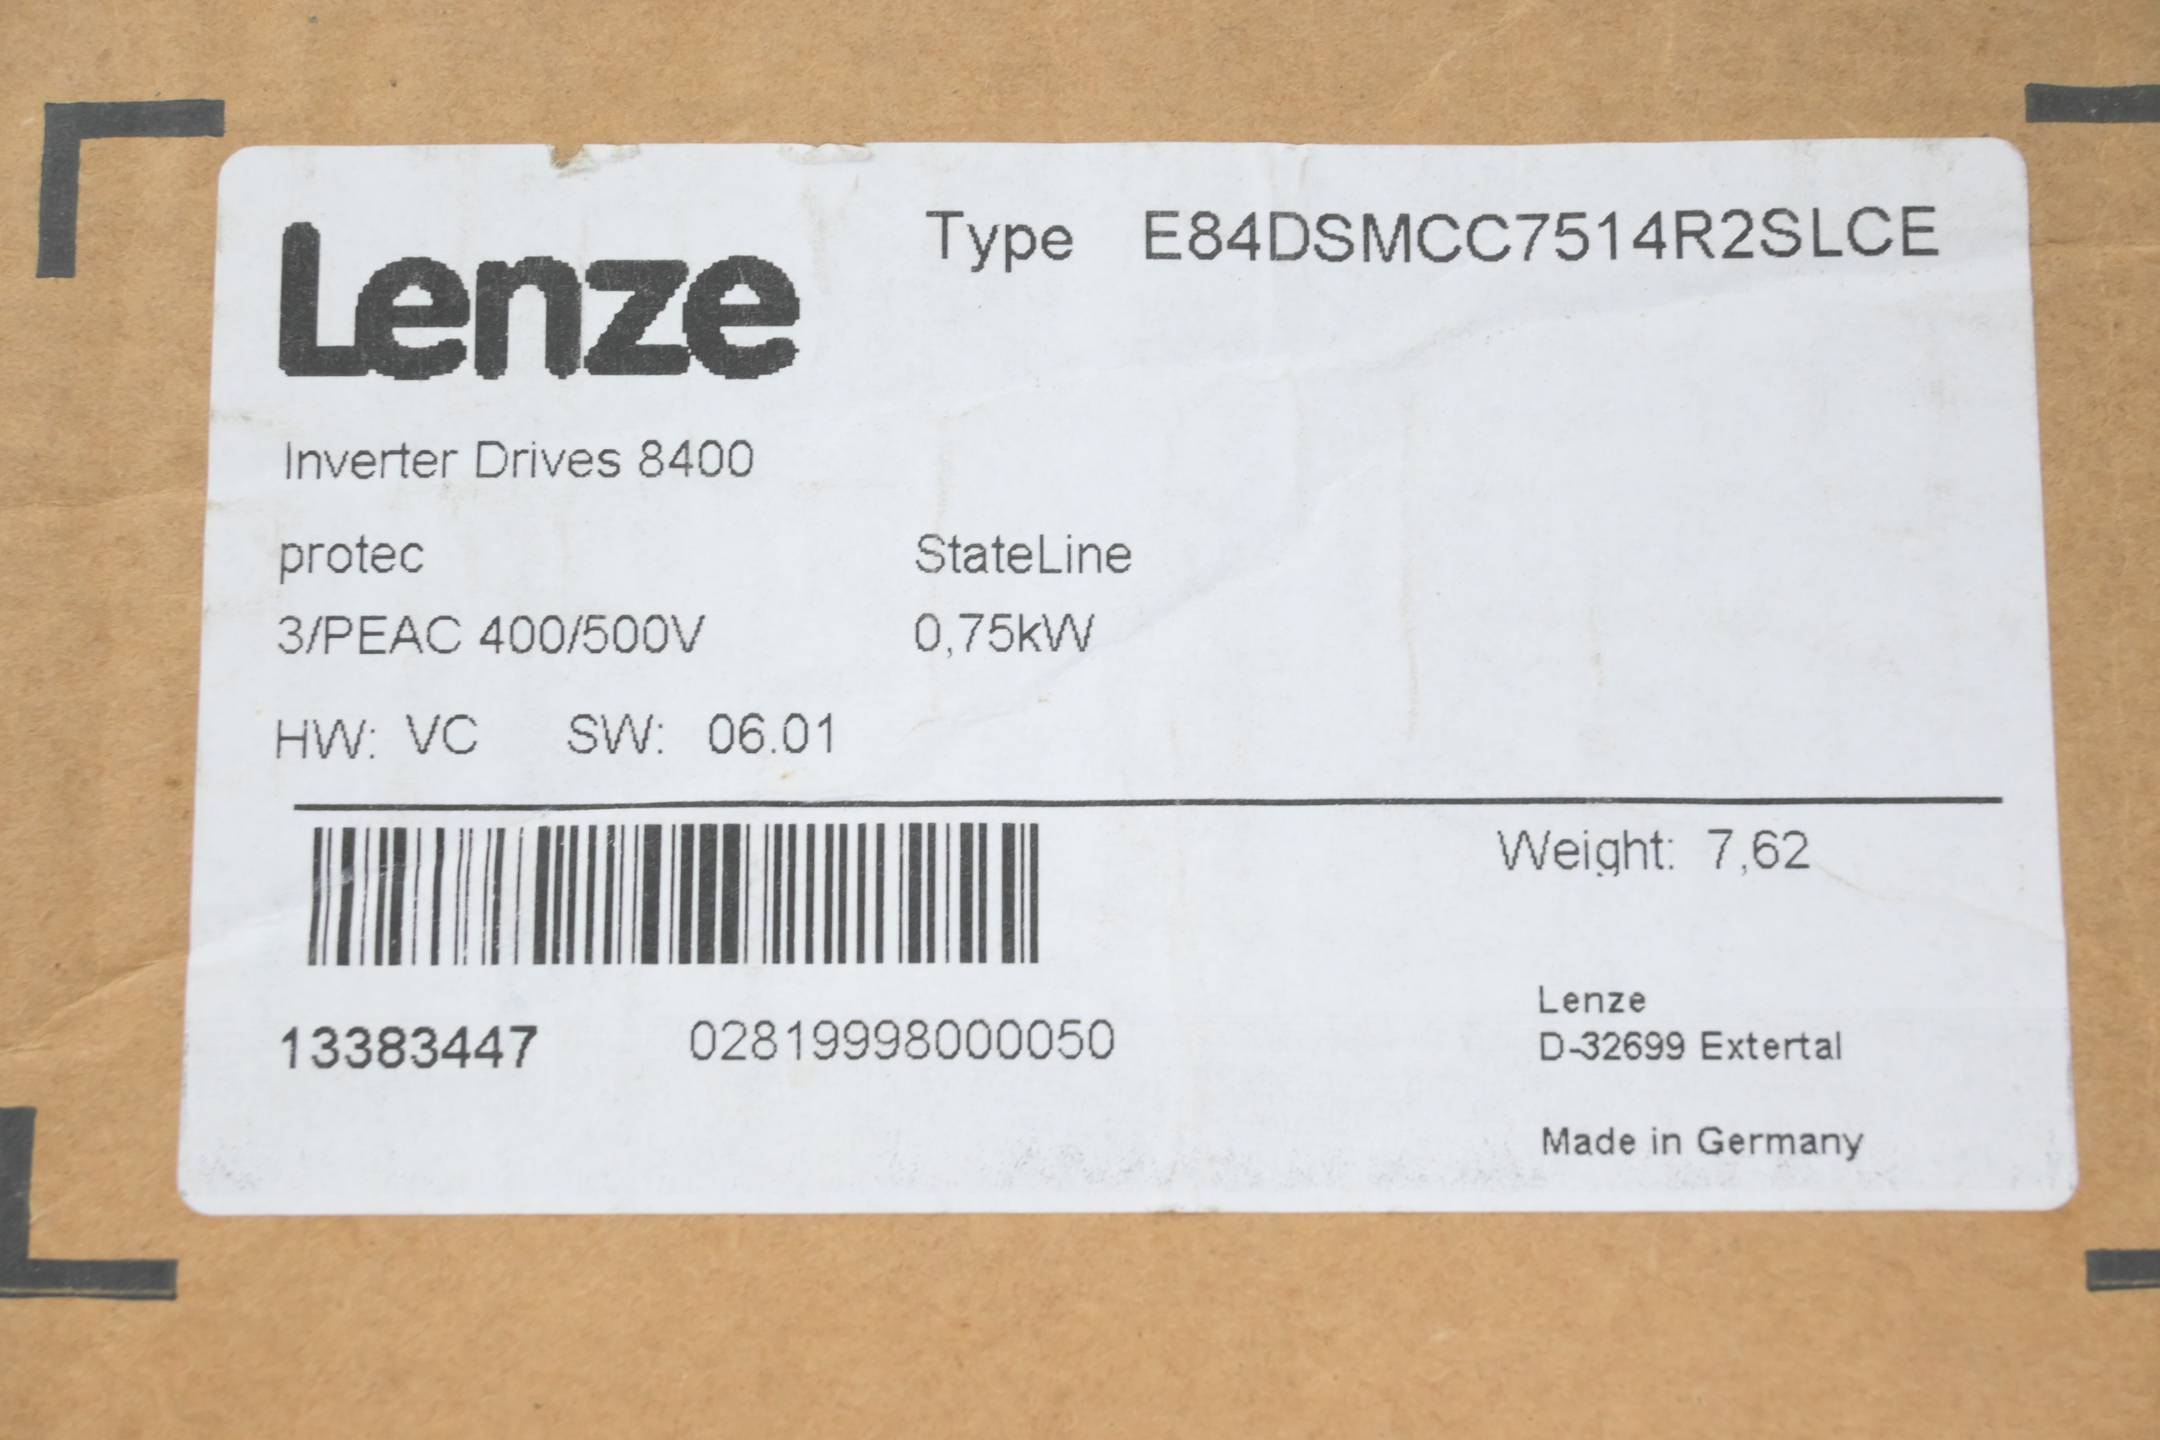 Lenze
Type E84DSMCC7514R2SLCE
Inverter Drives 8400
protec StateLine
3/PEAC 400/500V 0,75kW
HW: VC SW: 06.01
Weight: 7,62
13383447 02819998000050
Lenze
D-32699 Extertal
Made in Germany